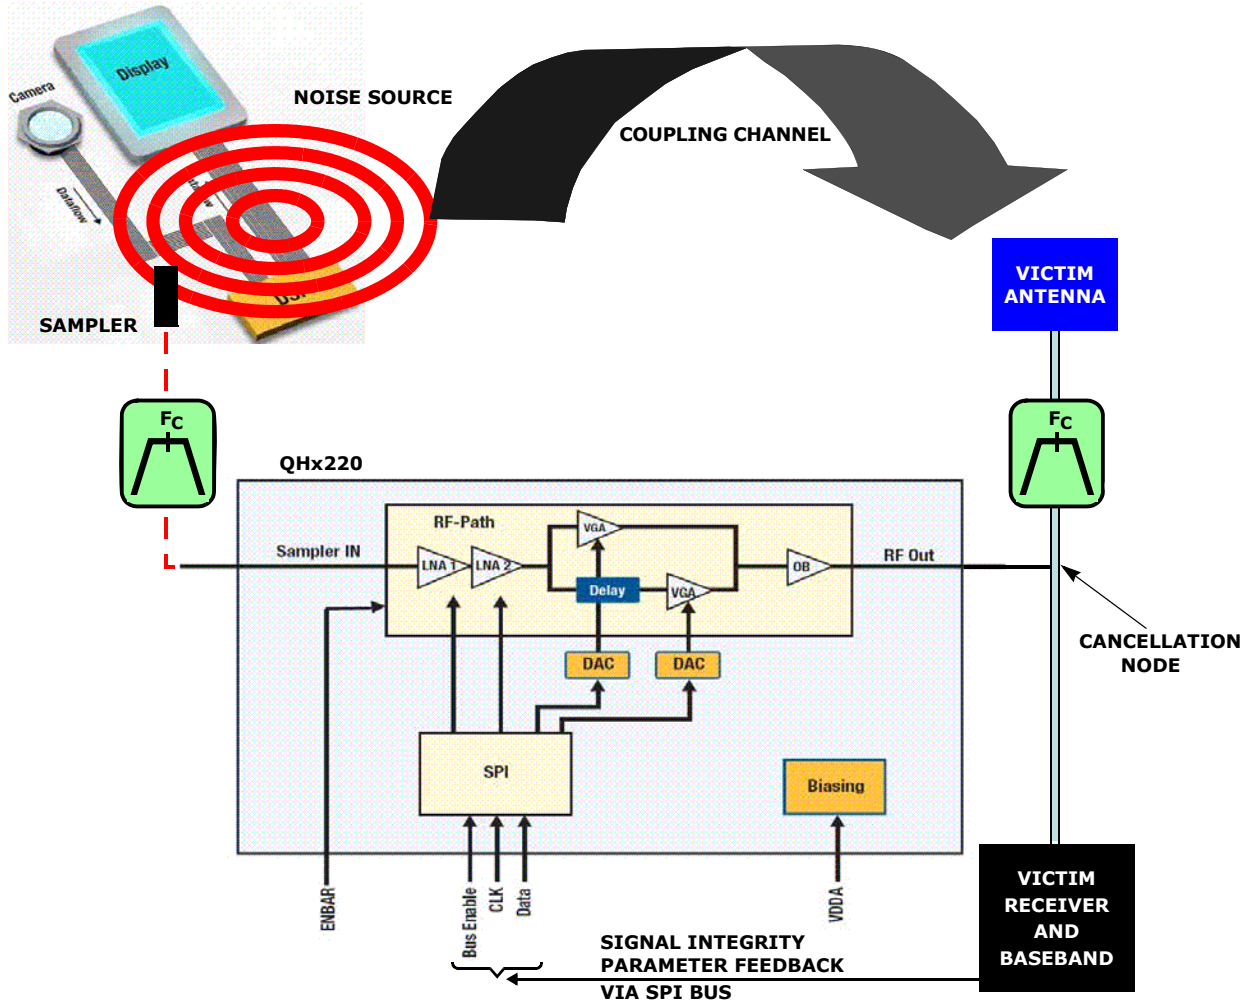 Display
Camera
NOISE SOURCE
COUPLING CHANNEL
Dataflow
VICTIM
ANTENNA
SAMPLER
FC
FC
QHx220
RF-Path
VGA
Sampler IN
LNA 1
LNA 2
OB
RF Out
Delay
VGA
CANCELLATION
NODE
DAC
DAC
SPI
Biasing
ENBAR
Bus Enable
CLK
Data
VDDA
VICTIM
RECEIVER
AND
BASEBAND
SIGNAL INTEGRITY
PARAMETER FEEDBACK
VIA SPI BUS